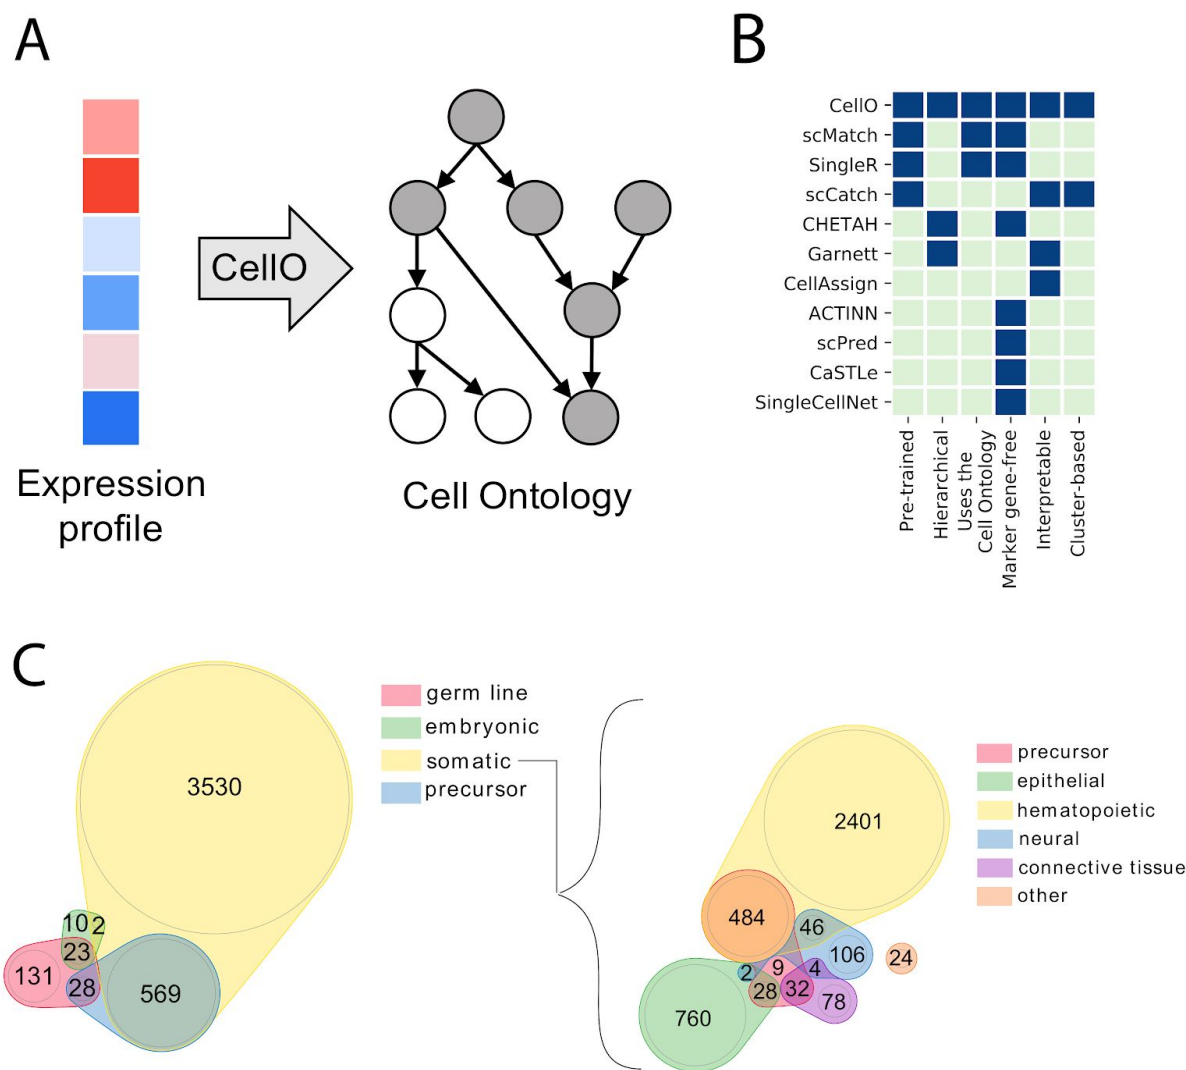 A
B
CellO
Expression
profile
Cell Ontology
CellO
scMatch
SingleR
scCatch
CHETAH
Garnett
CellAssign
ACTINN
scPred
CaSTLe
SingleCellNet
Pre-trained
Hierarchical
Uses the
Cell Ontology
Marker gene-free
Interpretable
Cluster-based
C
3530
10
2
23
131
28
569
germ line
embryonic
somatic
precursor
2401
484
46
106
24
2
9
4
28
32
78
760
precursor
epithelial
hematopoietic
neural
connective tissue
other